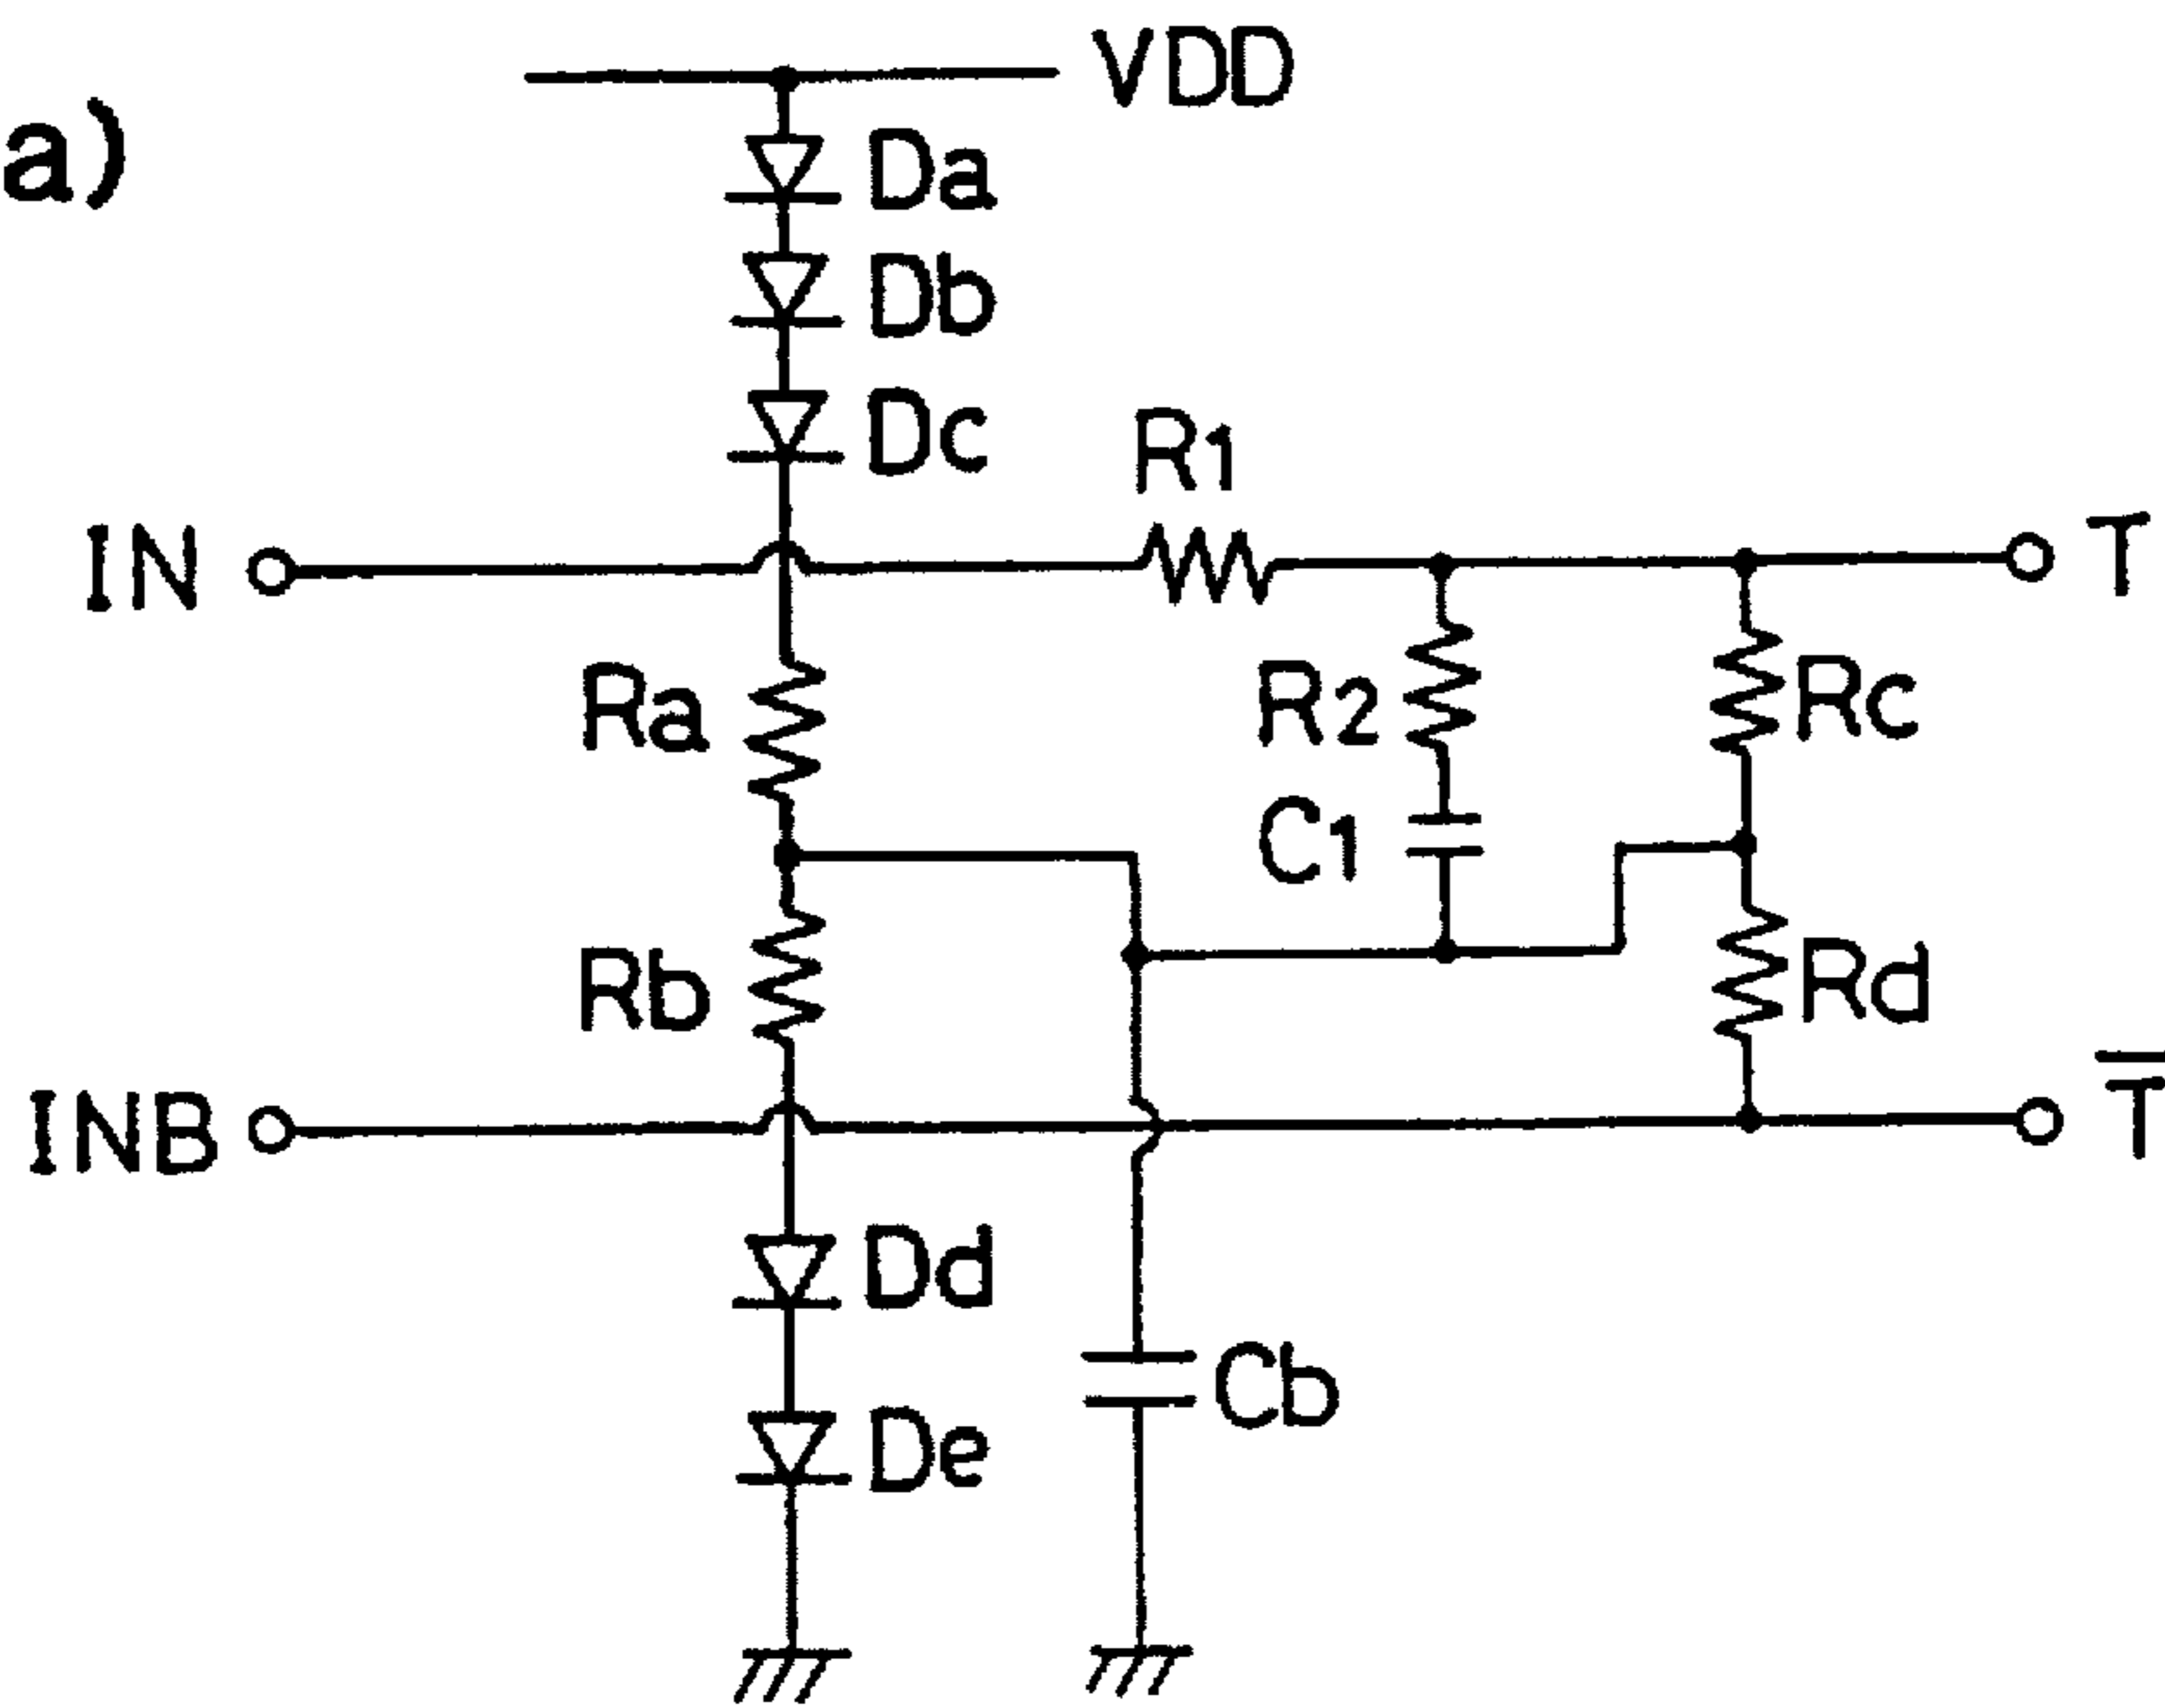 VDD
a)
Da
Db
Dc
R1
IN
T
Ra
R2
Rc
C1
Rb
Rd
INB
T̅
Dd
Cb
De